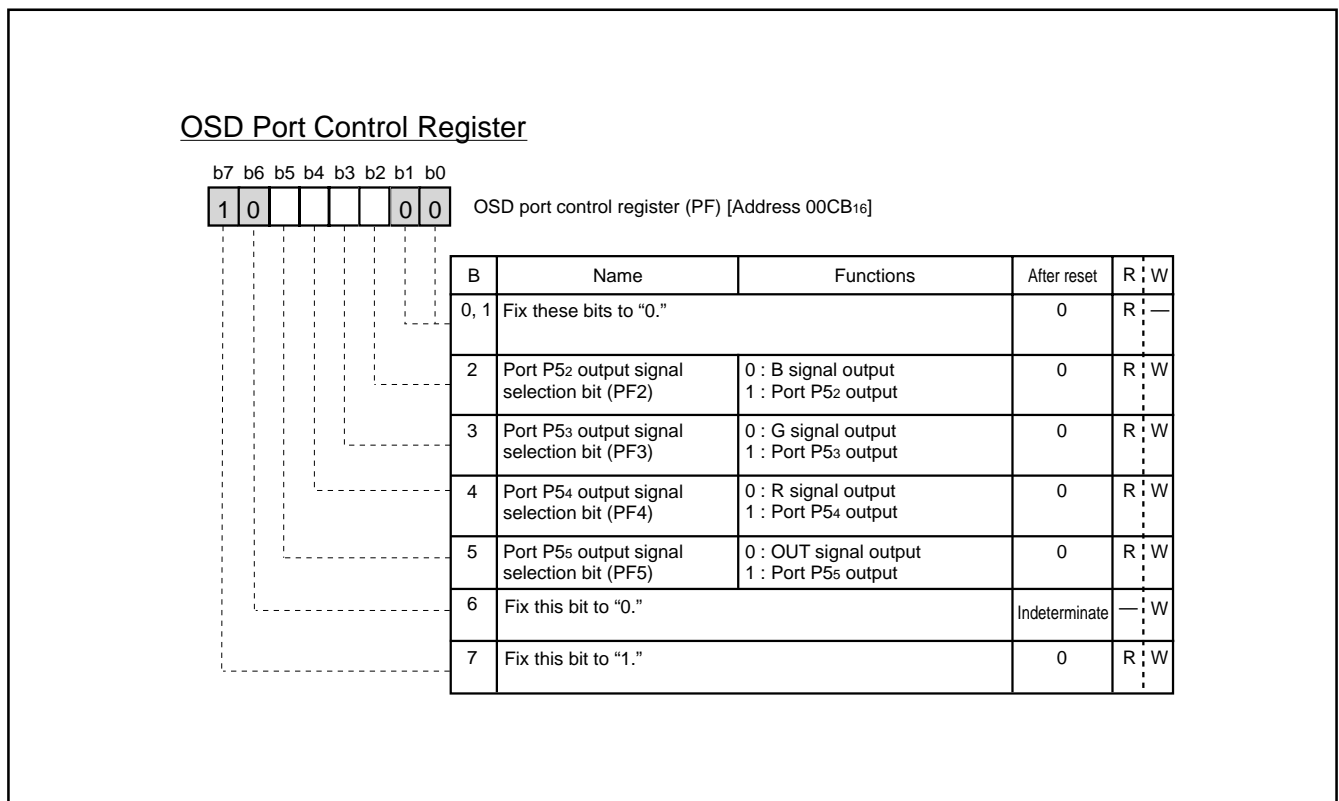 OSD Port Control Register
b7 b6 b5 b4 b3 b2 b1 b0
1 0 0 0
OSD port control register (PF) [Address 00CB16]
B Name Functions After reset R W
0, 1 Fix these bits to “0.” 0 R —
2 Port P52 output signal 0 : B signal output 0 R W
selection bit (PF2) 1 : Port P52 output
3 Port P53 output signal 0 : G signal output 0 R W
selection bit (PF3) 1 : Port P53 output
4 Port P54 output signal 0 : R signal output 0 R W
selection bit (PF4) 1 : Port P54 output
5 Port P55 output signal 0 : OUT signal output 0 R W
selection bit (PF5) 1 : Port P55 output
6 Fix this bit to “0.” Indeterminate — W
7 Fix this bit to “1.” 0 R W